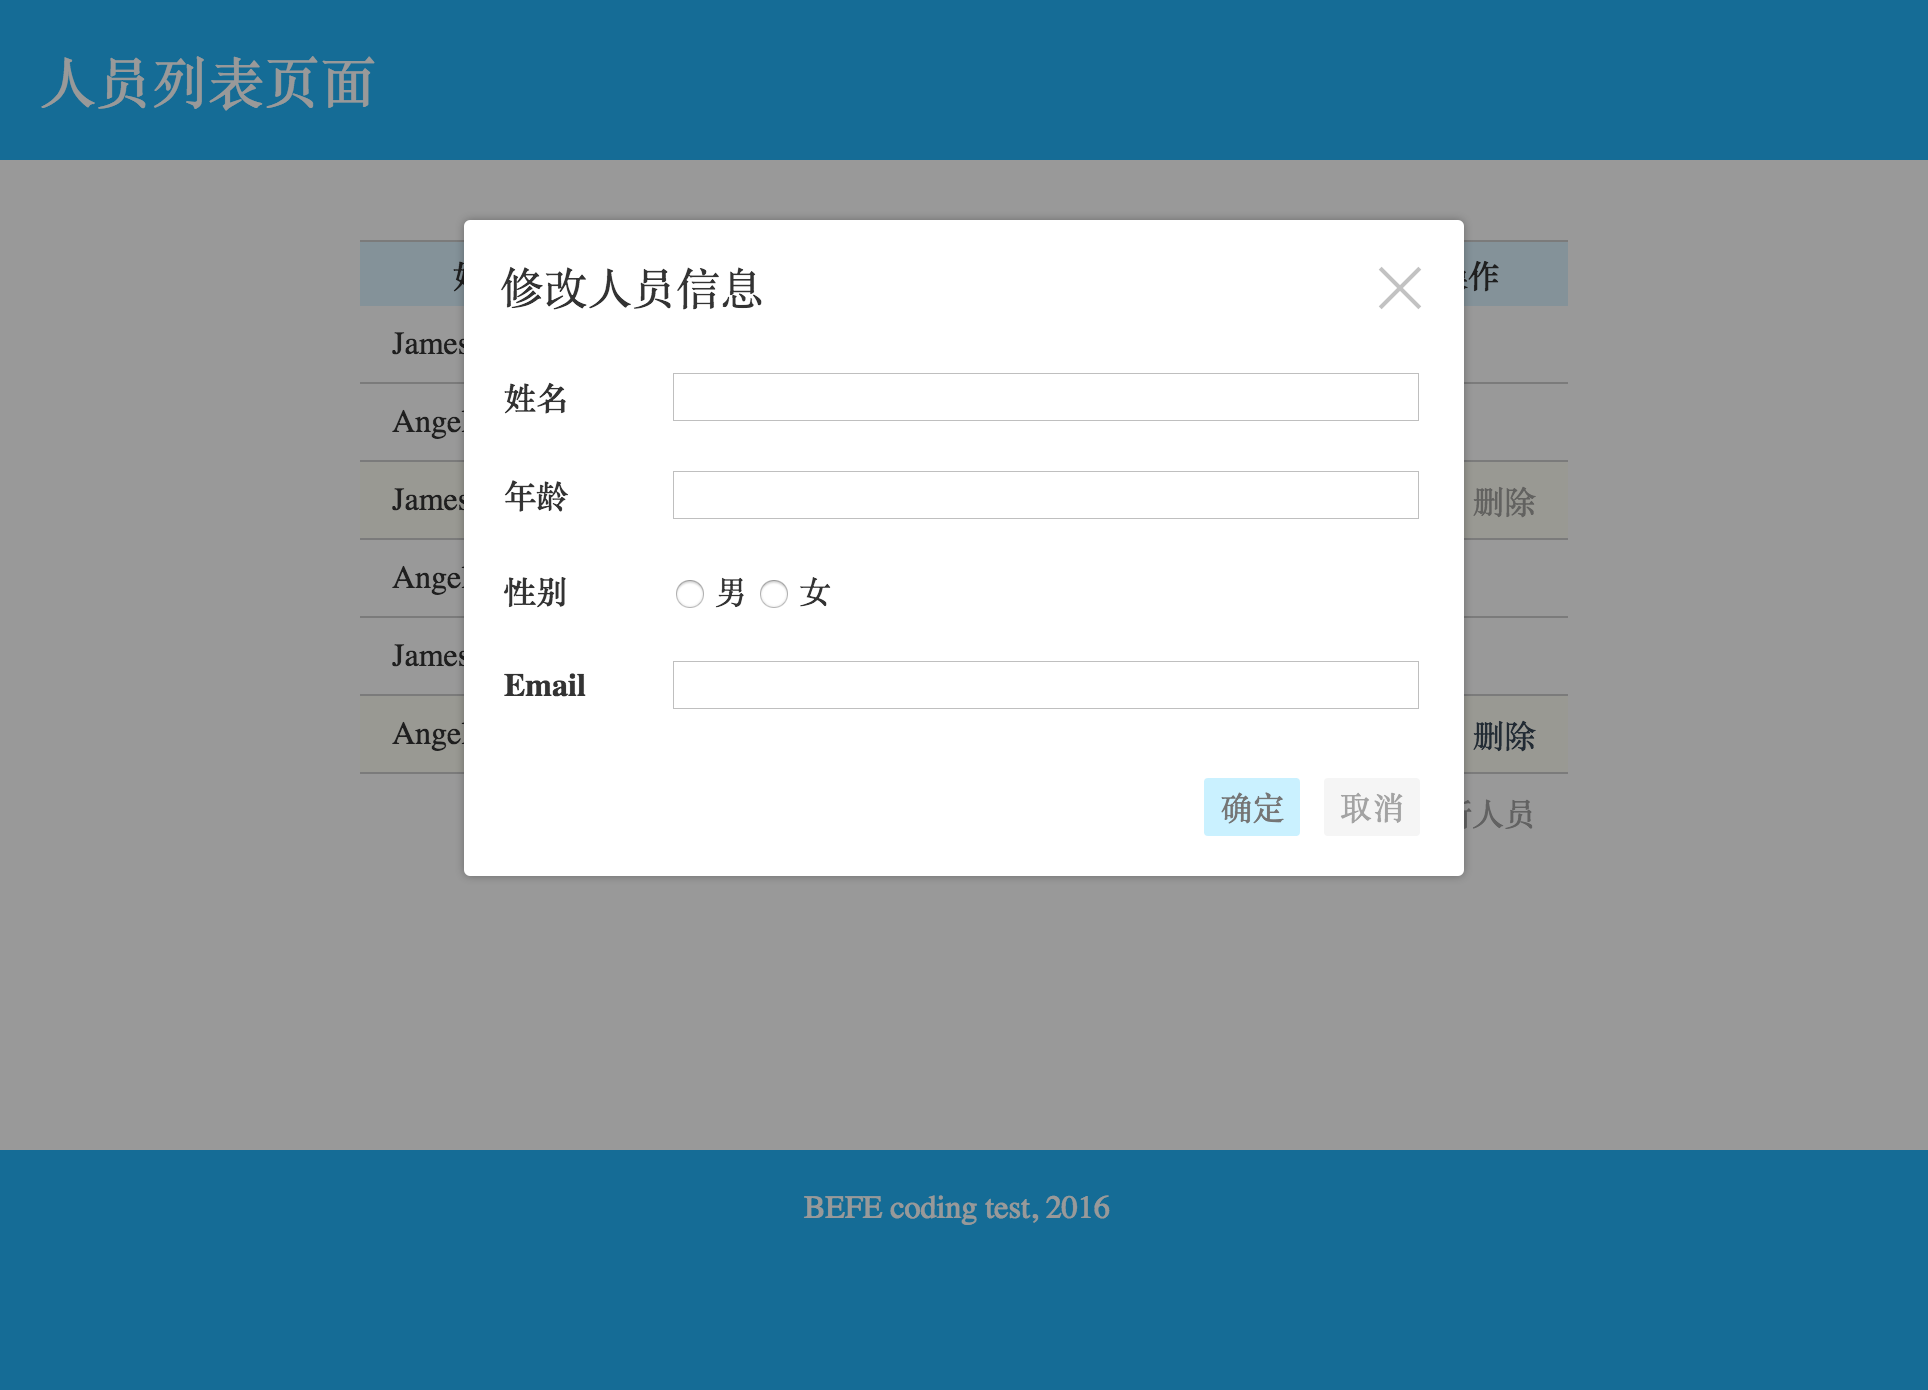 人员列表页面
修改人员信息
作
James
姓名
Angel
年龄
James
删除
性别
男
女
Angel
James
Email
Angel
删除
确定
取消
人员
BEFE coding test, 2016